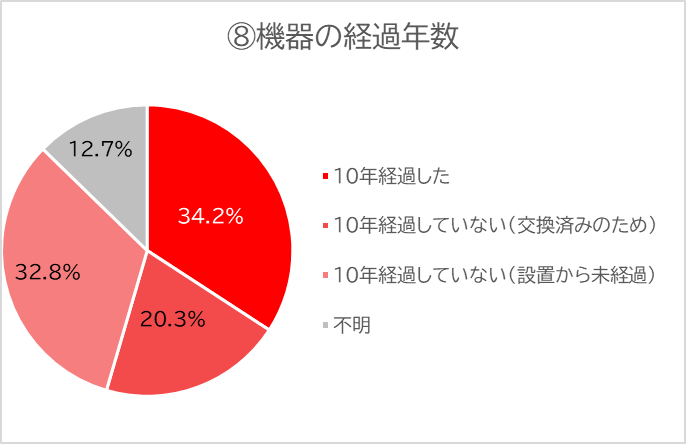 ⑧機器の経過年数
12.7%
34.2%
32.8%
20.3%
10年経過した
10年経過していない（交換済みのため）
10年経過していない（設置から未経過）
不明